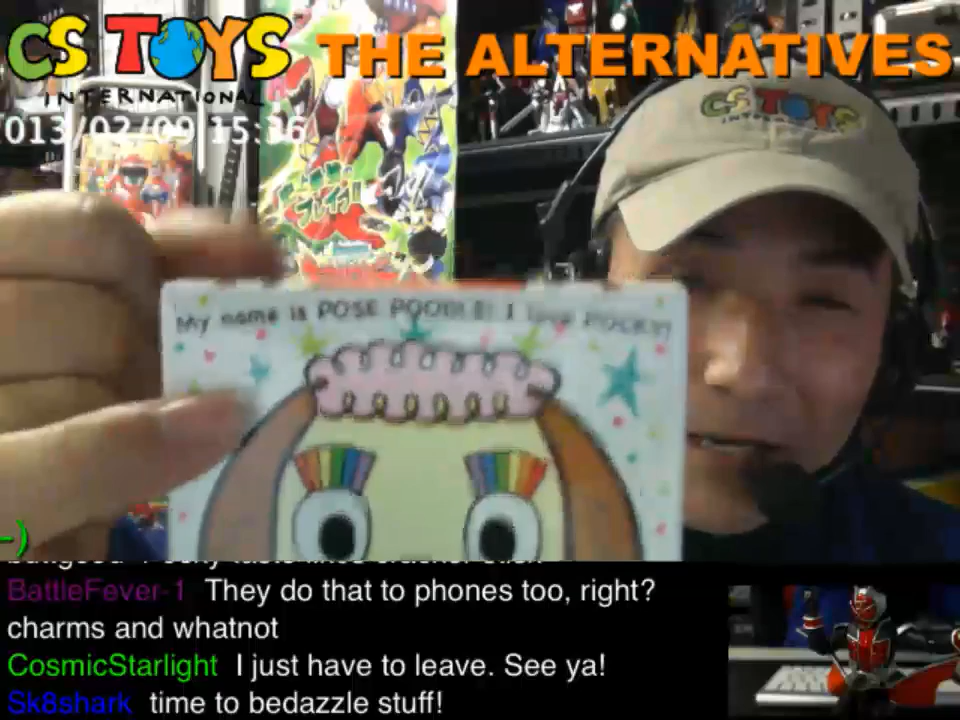 CS TOYS THE ALTERNATIVES
INTERNATIONAL
013/02/09 15:36
CS TOYS
My name is POSE POODLE! I love POCKY!
-)
BattleFever-1 They do that to phones too, right?
charms and whatnot
CosmicStarlight I just have to leave. See ya!
Sk8shark time to bedazzle stuff!